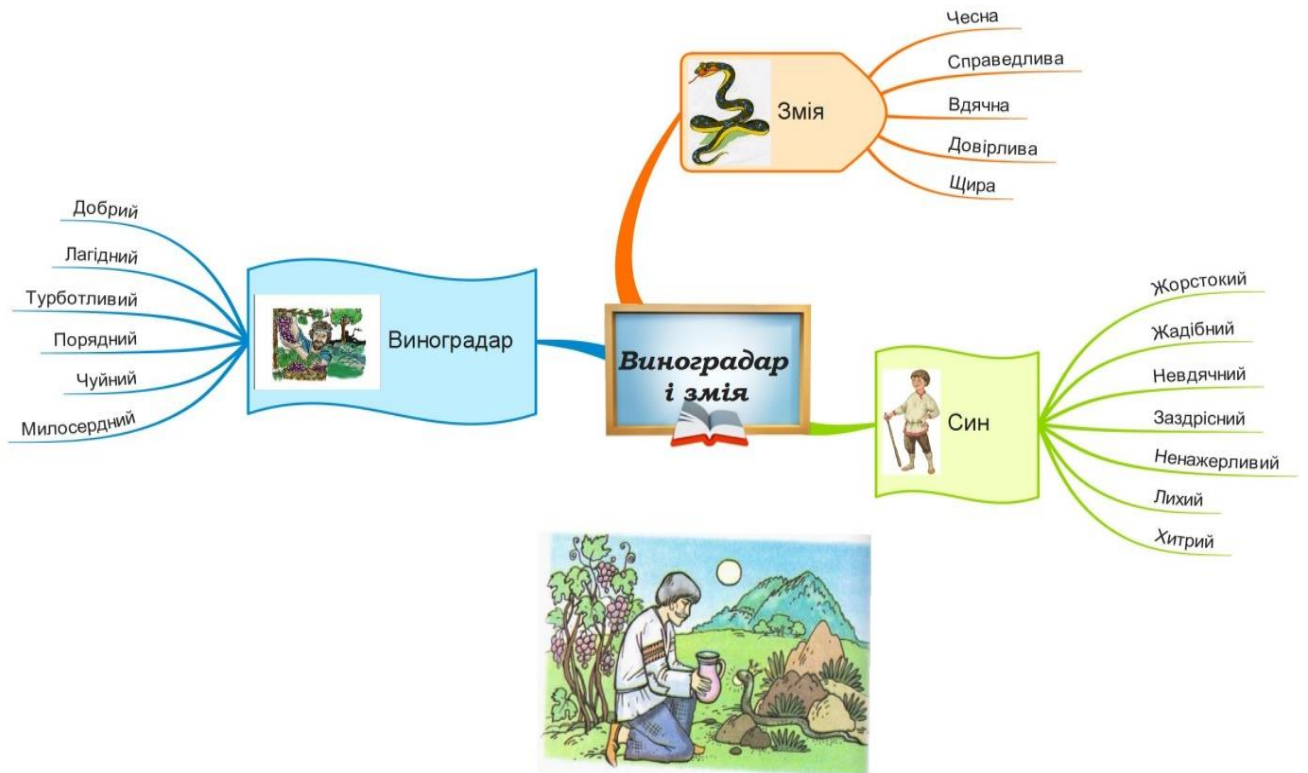 Виноградар
і змія
Змія
Чесна
Справедлива
Вдячна
Довірлива
Щира
Виноградар
Добрий
Лагідний
Турботливий
Порядний
Чуйний
Милосердний
Син
Жорстокий
Жадібний
Невдячний
Заздрісний
Ненажерливий
Лихий
Хитрий